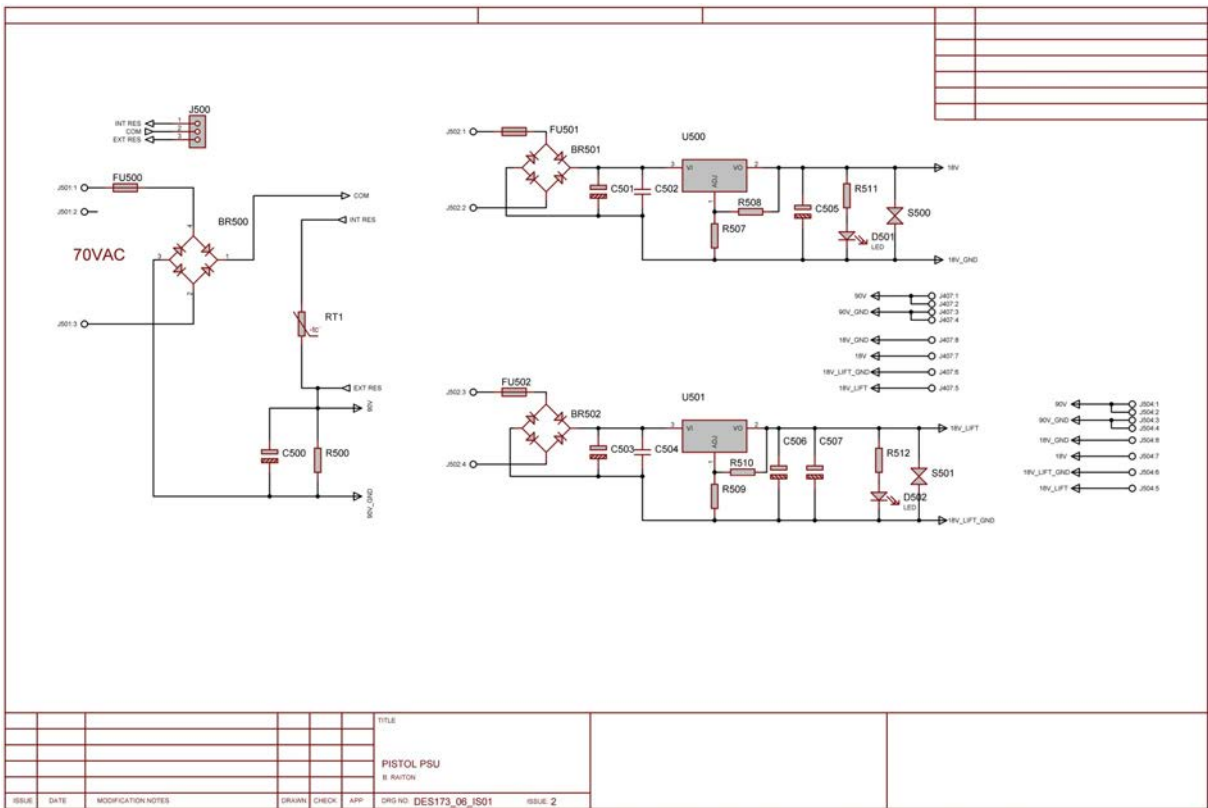 J500
INT RES 1
COM 2
EXT RES 3
FU500
J501:1
J501:2
BR500
70VAC
4
3
1
2
J501:3
COM
INT RES
RT1
EXT RES
90V
C500
R500
90V_GND
J502:1
FU501
BR501
J502:2
C501
C502
U500
3
VI
VO
2
ADJ
1
R508
R507
C505
R511
D501
LED
S500
18V
18V_GND
90V J407:1
J407:2
90V_GND J407:3
J407:4
18V_GND J407:8
18V J407:7
18V_LIFT_GND J407:6
18V_LIFT J407:5
J502:3
FU502
BR502
J502:4
C503
C504
U501
3
VI
VO
2
ADJ
1
R510
R509
C506
C507
R512
D502
LED
S501
18V_LIFT
18V_LIFT_GND
90V J504:1
J504:2
90V_GND J504:3
J504:4
18V_GND J504:8
18V J504:7
18V_LIFT_GND J504:6
18V_LIFT J504:5
TITLE
PISTOL PSU
B. RAITON
ISSUE DATE MODIFICATION NOTES DRAWN CHECK APP DRG NO: DES173_06_IS01 ISSUE: 2